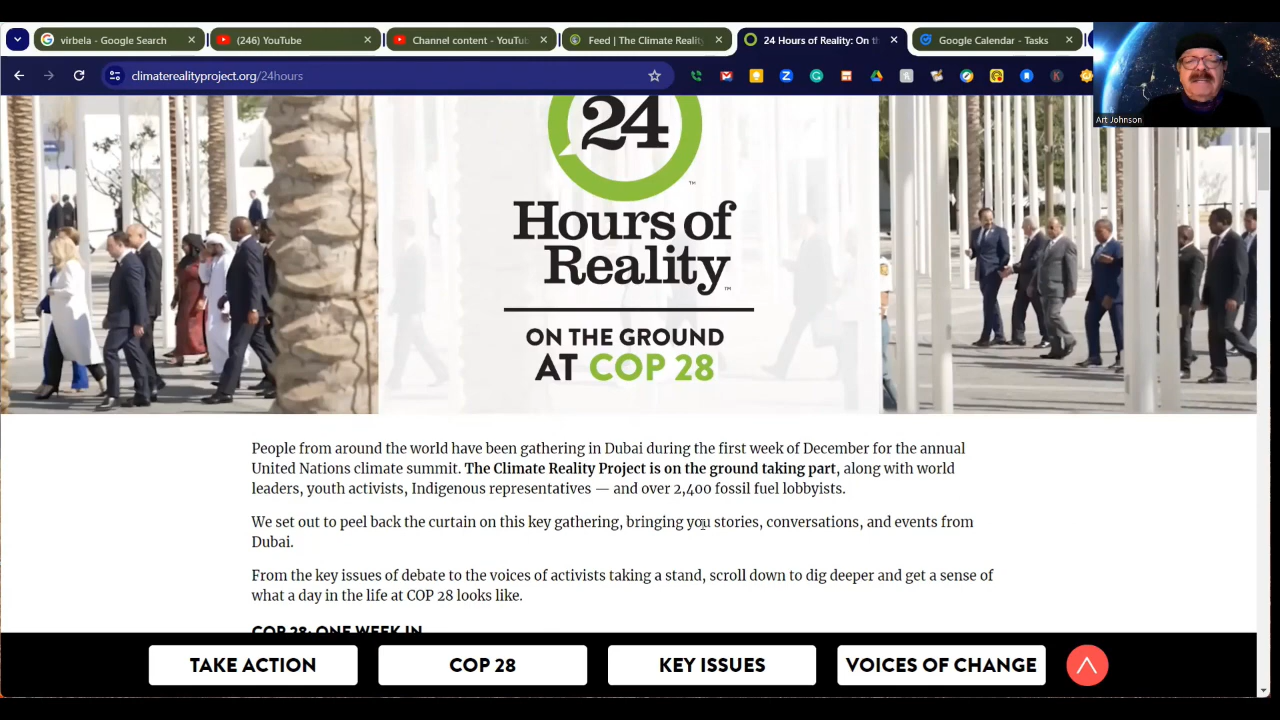 virbela - Google Search
(246) YouTube
Channel content - YouTu
Feed | The Climate Reality
24 Hours of Reality: On th
Google Calendar - Tasks
climaterealityproject.org/24hours
Art Johnson
24
™
Hours of
Reality
™
ON THE GROUND
AT COP 28
People from around the world have been gathering in Dubai during the first week of December for the annual
United Nations climate summit. The Climate Reality Project is on the ground taking part, along with world
leaders, youth activists, Indigenous representatives — and over 2,400 fossil fuel lobbyists.
We set out to peel back the curtain on this key gathering, bringing you stories, conversations, and events from
Dubai.
From the key issues of debate to the voices of activists taking a stand, scroll down to dig deeper and get a sense of
what a day in the life at COP 28 looks like.
COP 28: ONE WEEK IN
TAKE ACTION
COP 28
KEY ISSUES
VOICES OF CHANGE